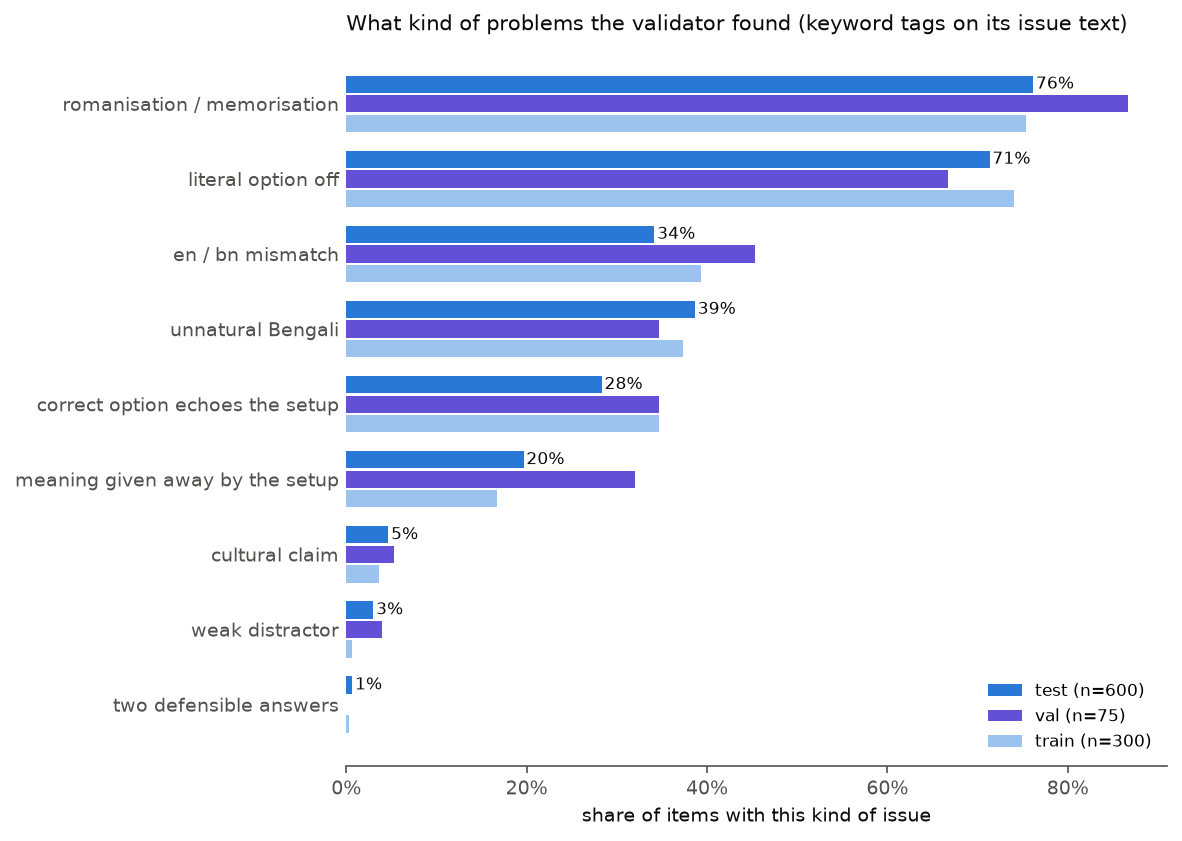 What kind of problems the validator found (keyword tags on its issue text)
romanisation / memorisation
76%
literal option off
71%
en / bn mismatch
34%
unnatural Bengali
39%
correct option echoes the setup
28%
meaning given away by the setup
20%
cultural claim
5%
weak distractor
3%
two defensible answers
1%
test (n=600)
val (n=75)
train (n=300)
0% 20% 40% 60% 80%
share of items with this kind of issue